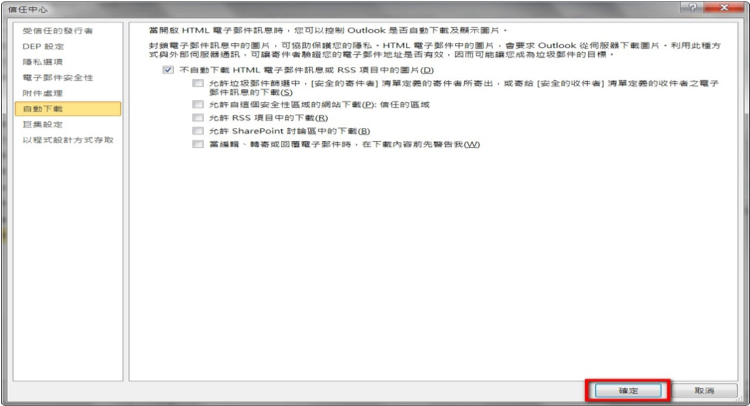 信任中心
受信任的發行者
DEP 設定
隱私選項
電子郵件安全性
附件處理
自動下載
巨集設定
以程式設計方式存取
當開啟 HTML 電子郵件訊息時，您可以控制 Outlook 是否自動下載及顯示圖片。
封鎖電子郵件訊息中的圖片，可協助保護您的隱私。HTML 電子郵件中的圖片，會要求 Outlook 從伺服器下載圖片。利用此種方
式與外部伺服器通訊，可讓寄件者驗證您的電子郵件地址是否有效，因而可能讓您成為垃圾郵件的目標。
不自動下載 HTML 電子郵件訊息或 RSS 項目中的圖片(D)
允許垃圾郵件篩選中，[安全的寄件者] 清單定義的寄件者所寄出，或寄給 [安全的收件者] 清單定義的收件者之電子
郵件訊息的下載(S)
允許自這個安全性區域的網站下載(P): 信任的區域
允許 RSS 項目中的下載(R)
允許 SharePoint 討論區中的下載(B)
當編輯、轉寄或回覆電子郵件時，在下載內容前先警告我(W)
確定
取消